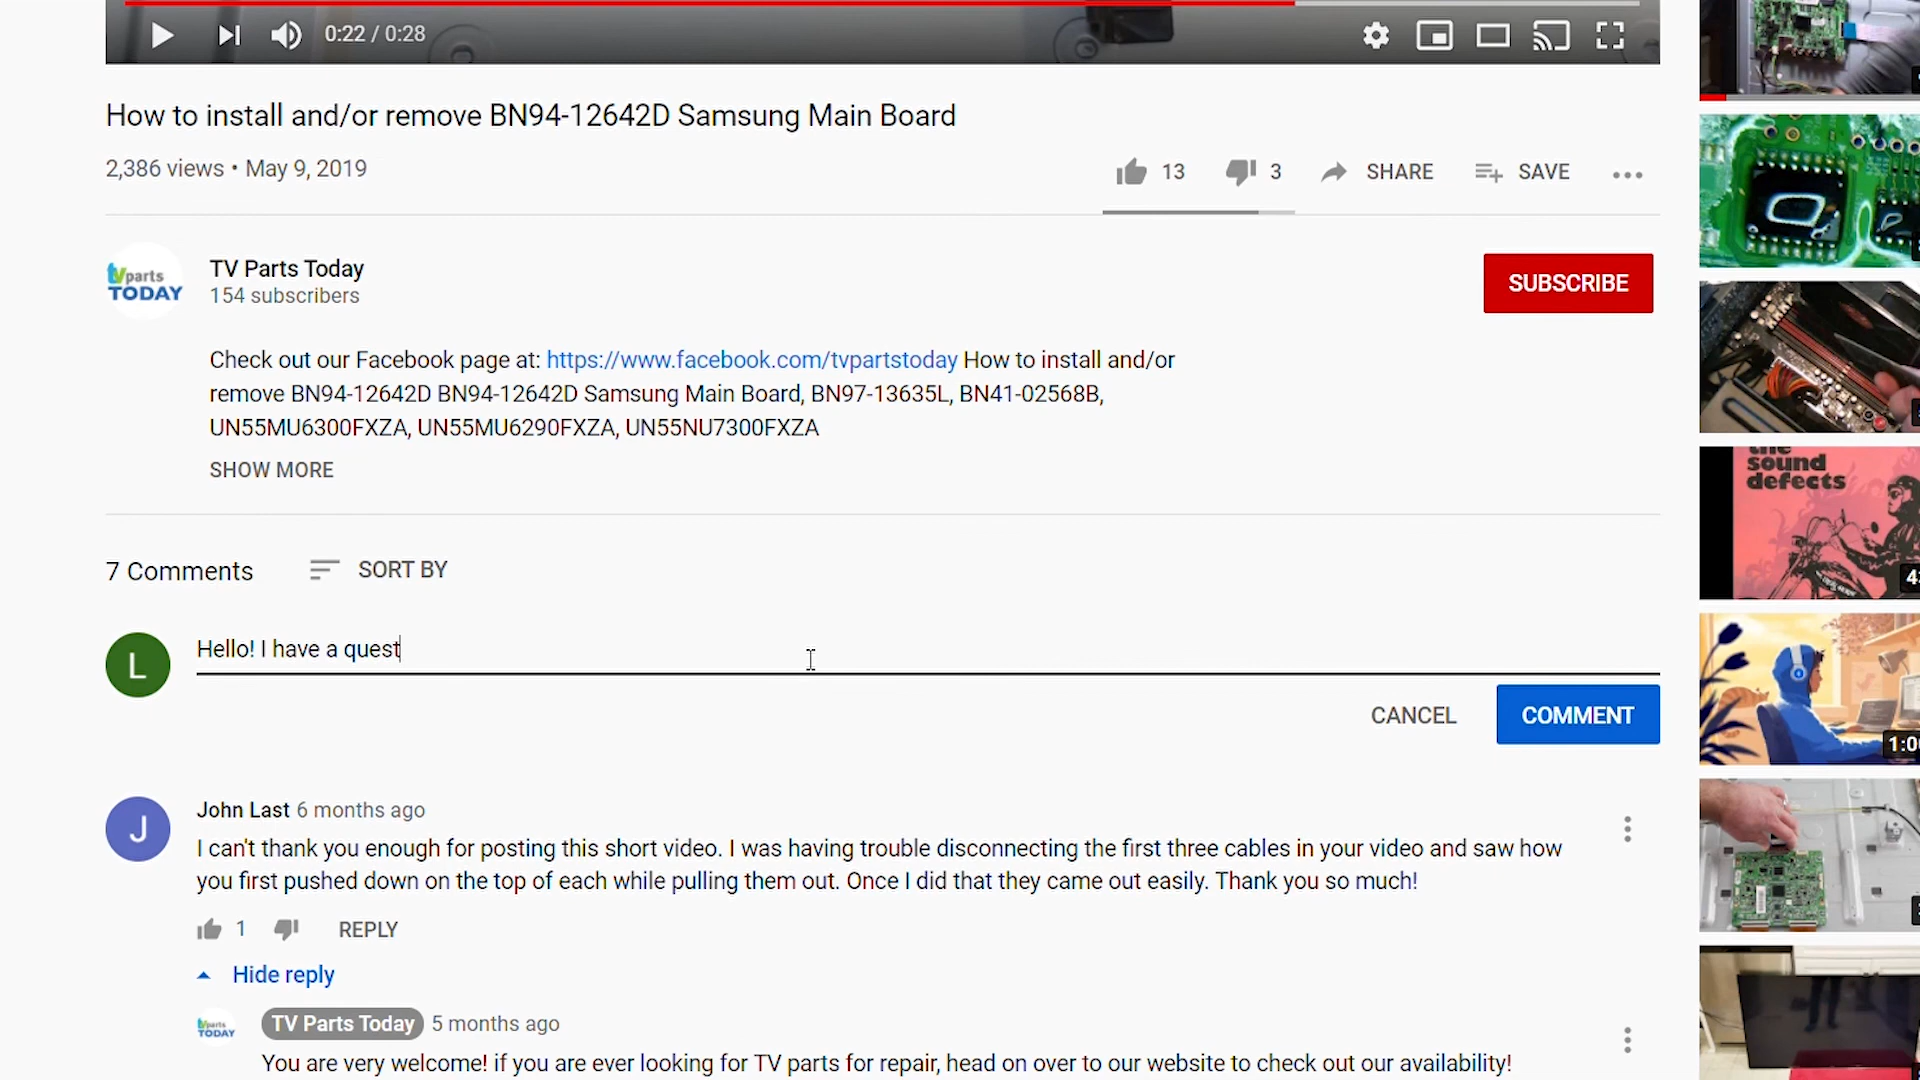 0:22 / 0:28
How to install and/or remove BN94-12642D Samsung Main Board
2,386 views • May 9, 2019
13
3
SHARE
SAVE
tvparts
TODAY
TV Parts Today
154 subscribers
SUBSCRIBE
Check out our Facebook page at: https://www.facebook.com/tvpartstoday How to install and/or
remove BN94-12642D BN94-12642D Samsung Main Board, BN97-13635L, BN41-02568B,
UN55MU6300FXZA, UN55MU6290FXZA, UN55NU7300FXZA
SHOW MORE
7 Comments
SORT BY
L
Hello! I have a quest
CANCEL
COMMENT
J
John Last 6 months ago
I can't thank you enough for posting this short video. I was having trouble disconnecting the first three cables in your video and saw how
you first pushed down on the top of each while pulling them out. Once I did that they came out easily. Thank you so much!
1
REPLY
Hide reply
tvparts
TODAY
TV Parts Today 5 months ago
You are very welcome! if you are ever looking for TV parts for repair, head on over to our website to check out our availability!
the
sound
defects